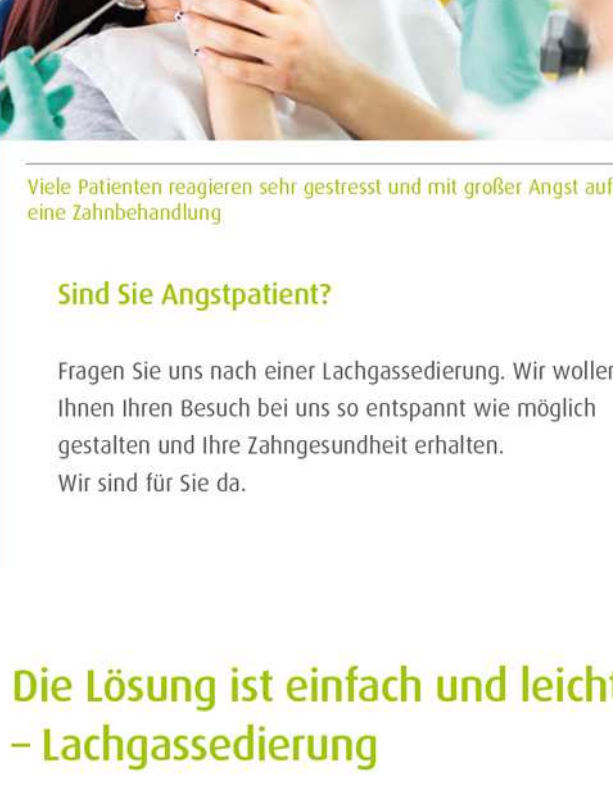 Viele Patienten reagieren sehr gestresst und mit großer Angst auf
eine Zahnbehandlung
Sind Sie Angstpatient?
Fragen Sie uns nach einer Lachgassedierung. Wir wollen
Ihnen Ihren Besuch bei uns so entspannt wie möglich
gestalten und Ihre Zahngesundheit erhalten.
Wir sind für Sie da.
Die Lösung ist einfach und leicht
– Lachgassedierung